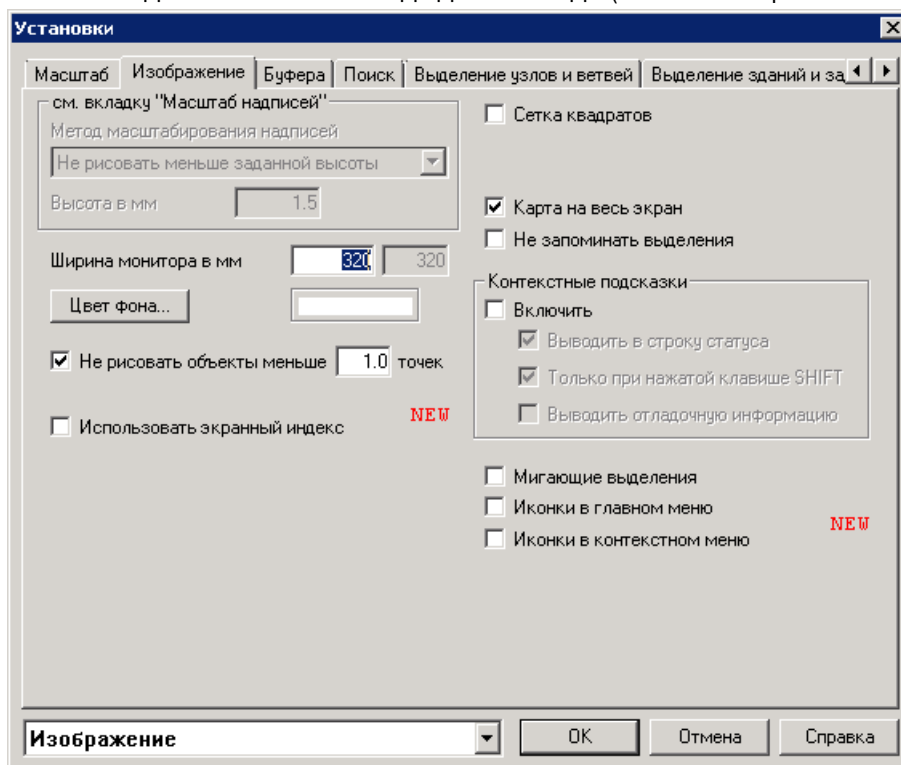 Установки
Масштаб Изображение Буфера Поиск Выделение узлов и ветвей Выделение зданий и за
см. вкладку "Масштаб надписей"
Метод масштабирования надписей
Не рисовать меньше заданной высоты
Высота в мм 1.5
Ширина монитора в мм 320 320
Цвет фона...
Не рисовать объекты меньше 1.0 точек
Использовать экранный индекс NEW
Сетка квадратов
Карта на весь экран
Не запоминать выделения
Контекстные подсказки
Включить
Выводить в строку статуса
Только при нажатой клавише SHIFT
Выводить отладочную информацию
Мигающие выделения
Иконки в главном меню
Иконки в контекстном меню NEW
Изображение OK Отмена Справка